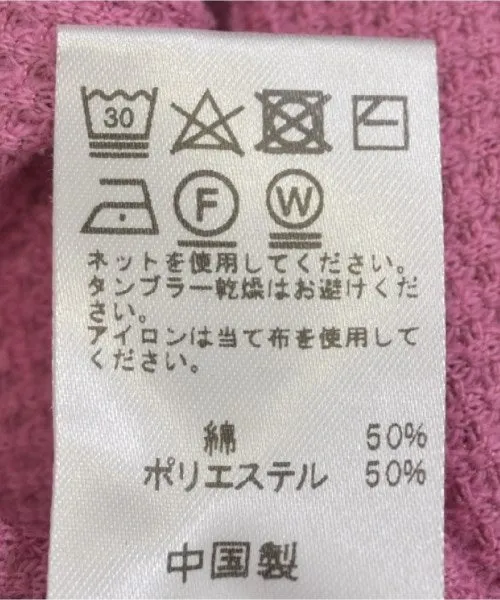 30
F W
ネットを使用してください。
タンブラー乾燥はお避けくだ
さい。
アイロンは当て布を使用して
ください。
綿 50%
ポリエステル 50%
中国製